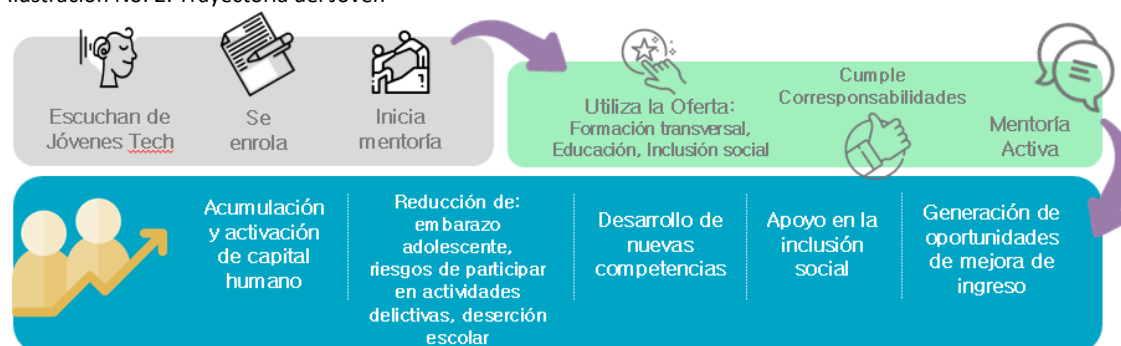 Ilustración No. 2. Trayectoria del Joven
Escuchan de
Jóvenes Tech
Se
enrola
Inicia
mentoría
Utiliza la Oferta:
Formación transversal,
Educación, Inclusión social
Cumple
Corresponsabilidades
Mentoría
Activa
Acumulación
y activación
de capital
humano
Reducción de:
embarazo
adolescente,
riesgos de participar
en actividades
delictivas, deserción
escolar
Desarrollo de
nuevas
competencias
Apoyo en la
inclusión
social
Generación de
oportunidades
de mejora de
ingreso